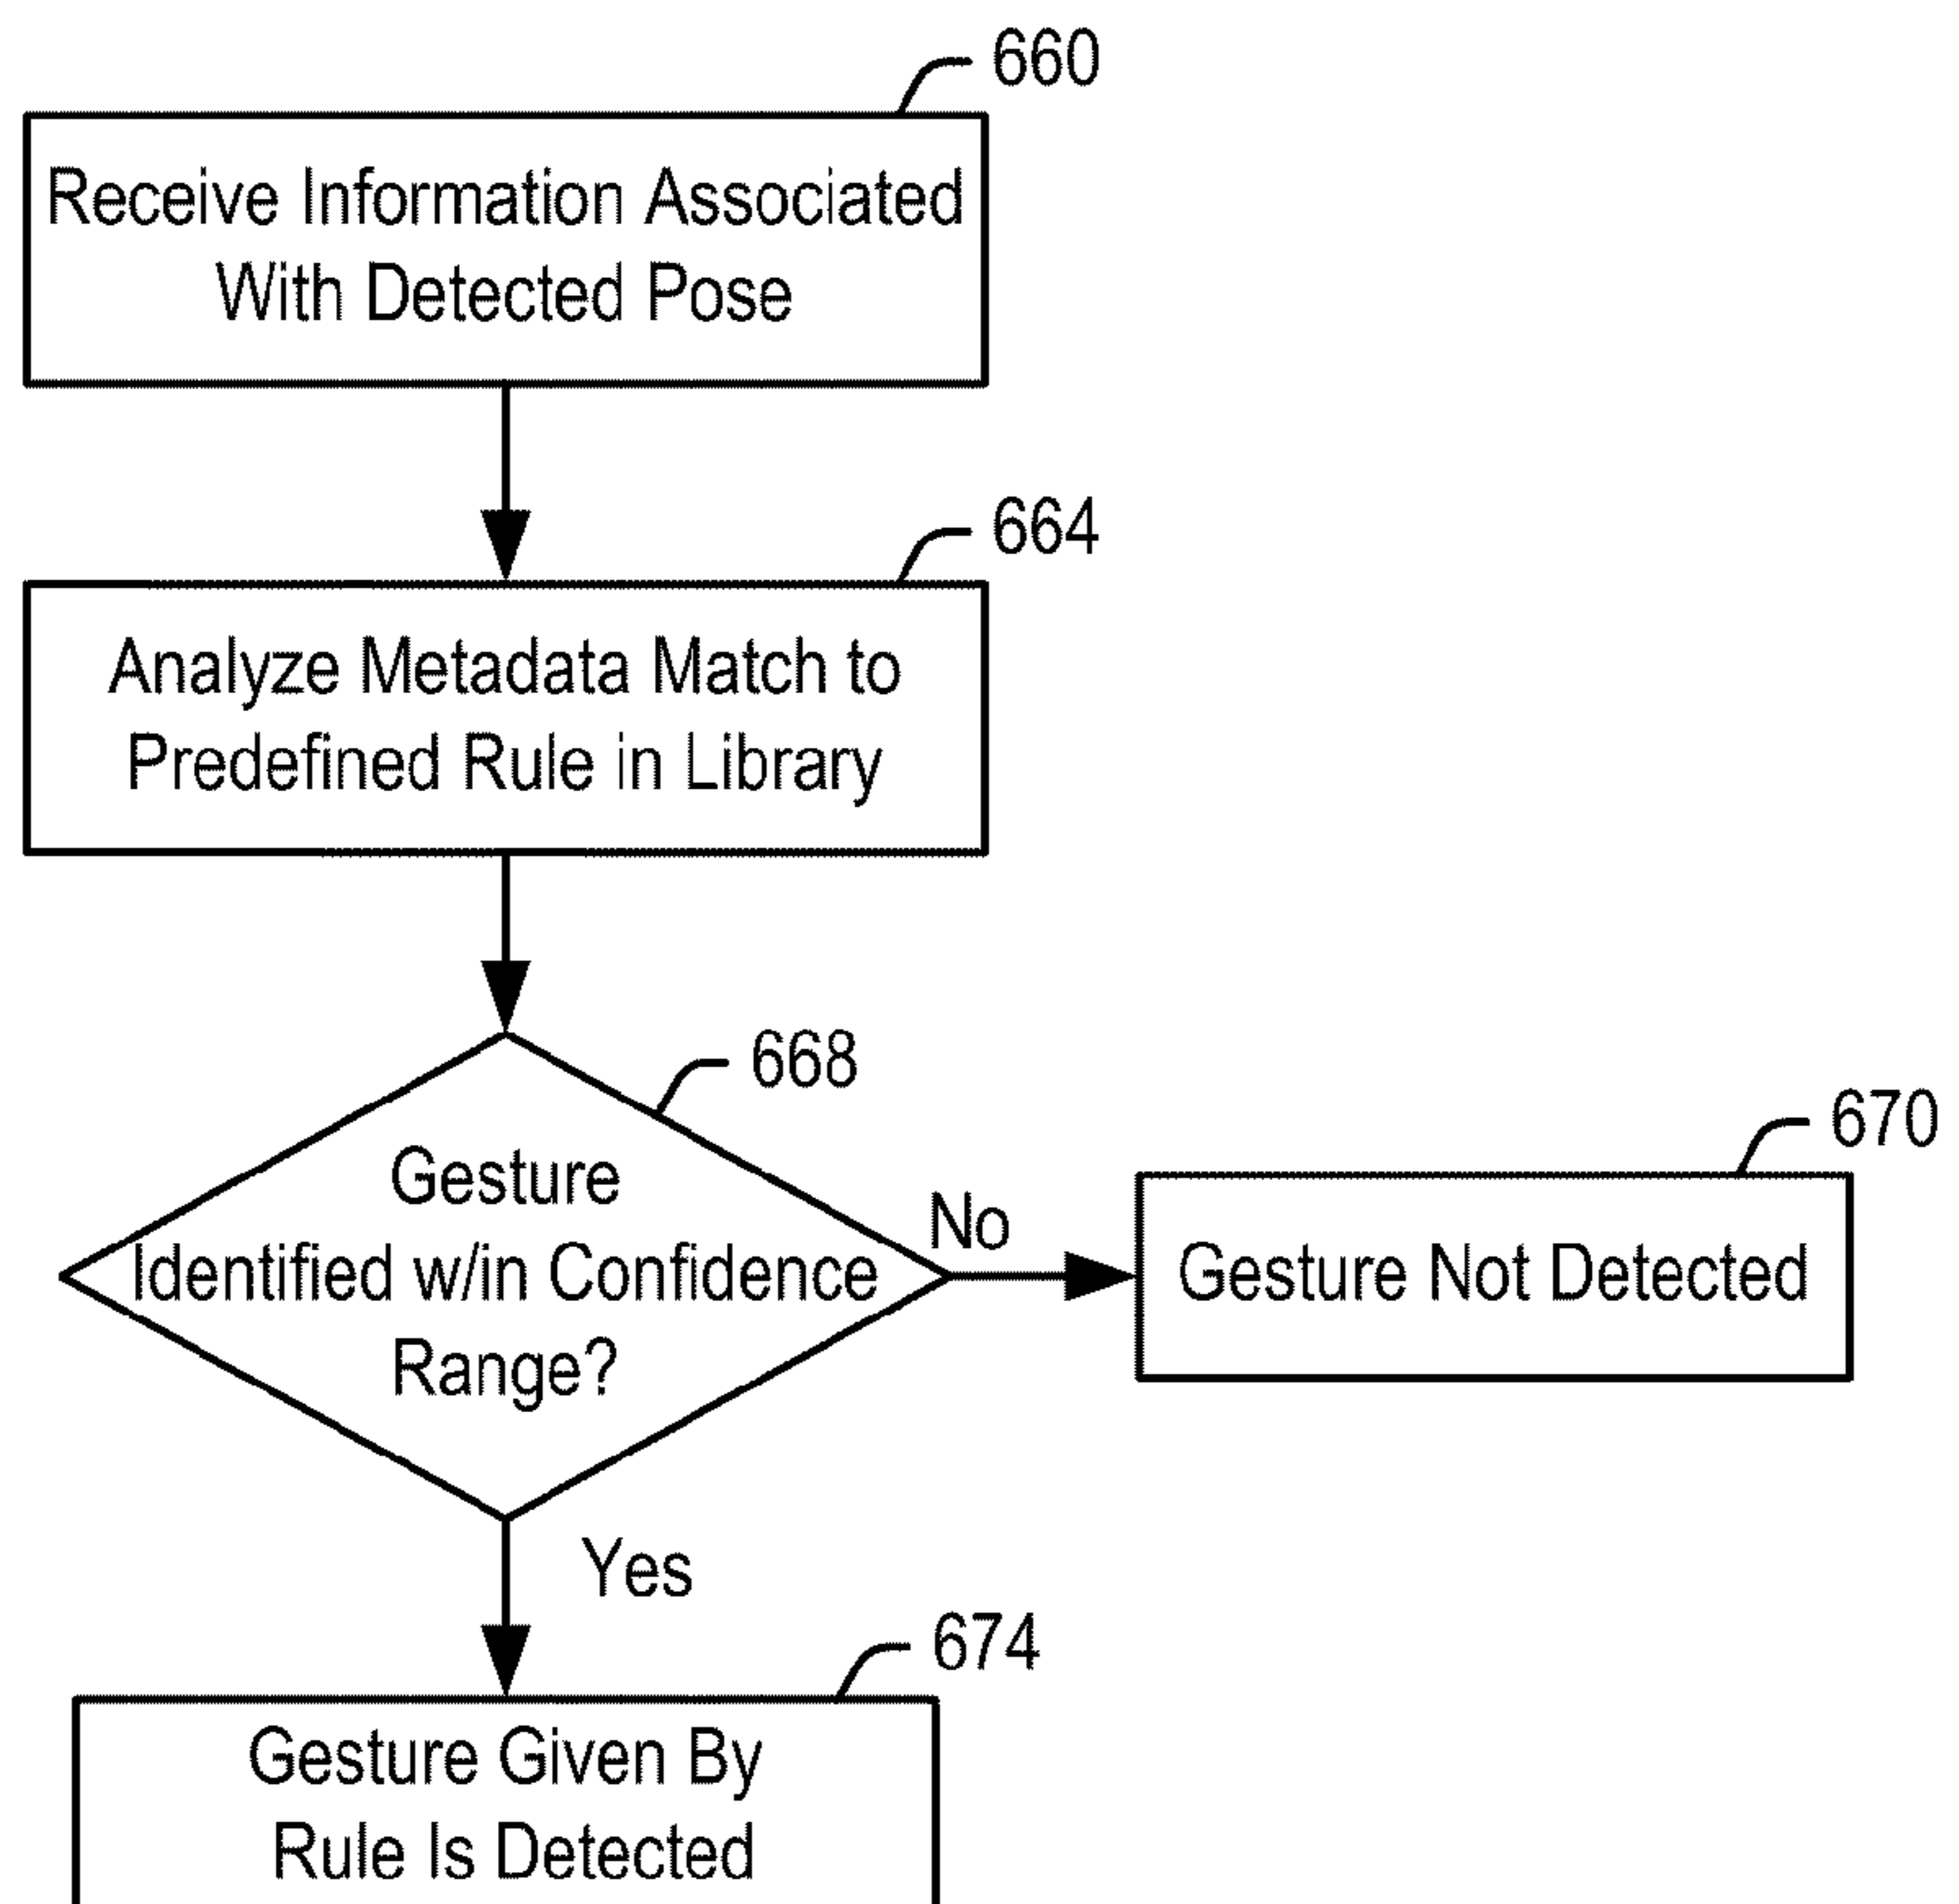 660
Receive Information Associated
With Detected Pose
664
Analyze Metadata Match to
Predefined Rule in Library
668
Gesture
Identified w/in Confidence
Range?
No
670
Gesture Not Detected
Yes
674
Gesture Given By
Rule Is Detected